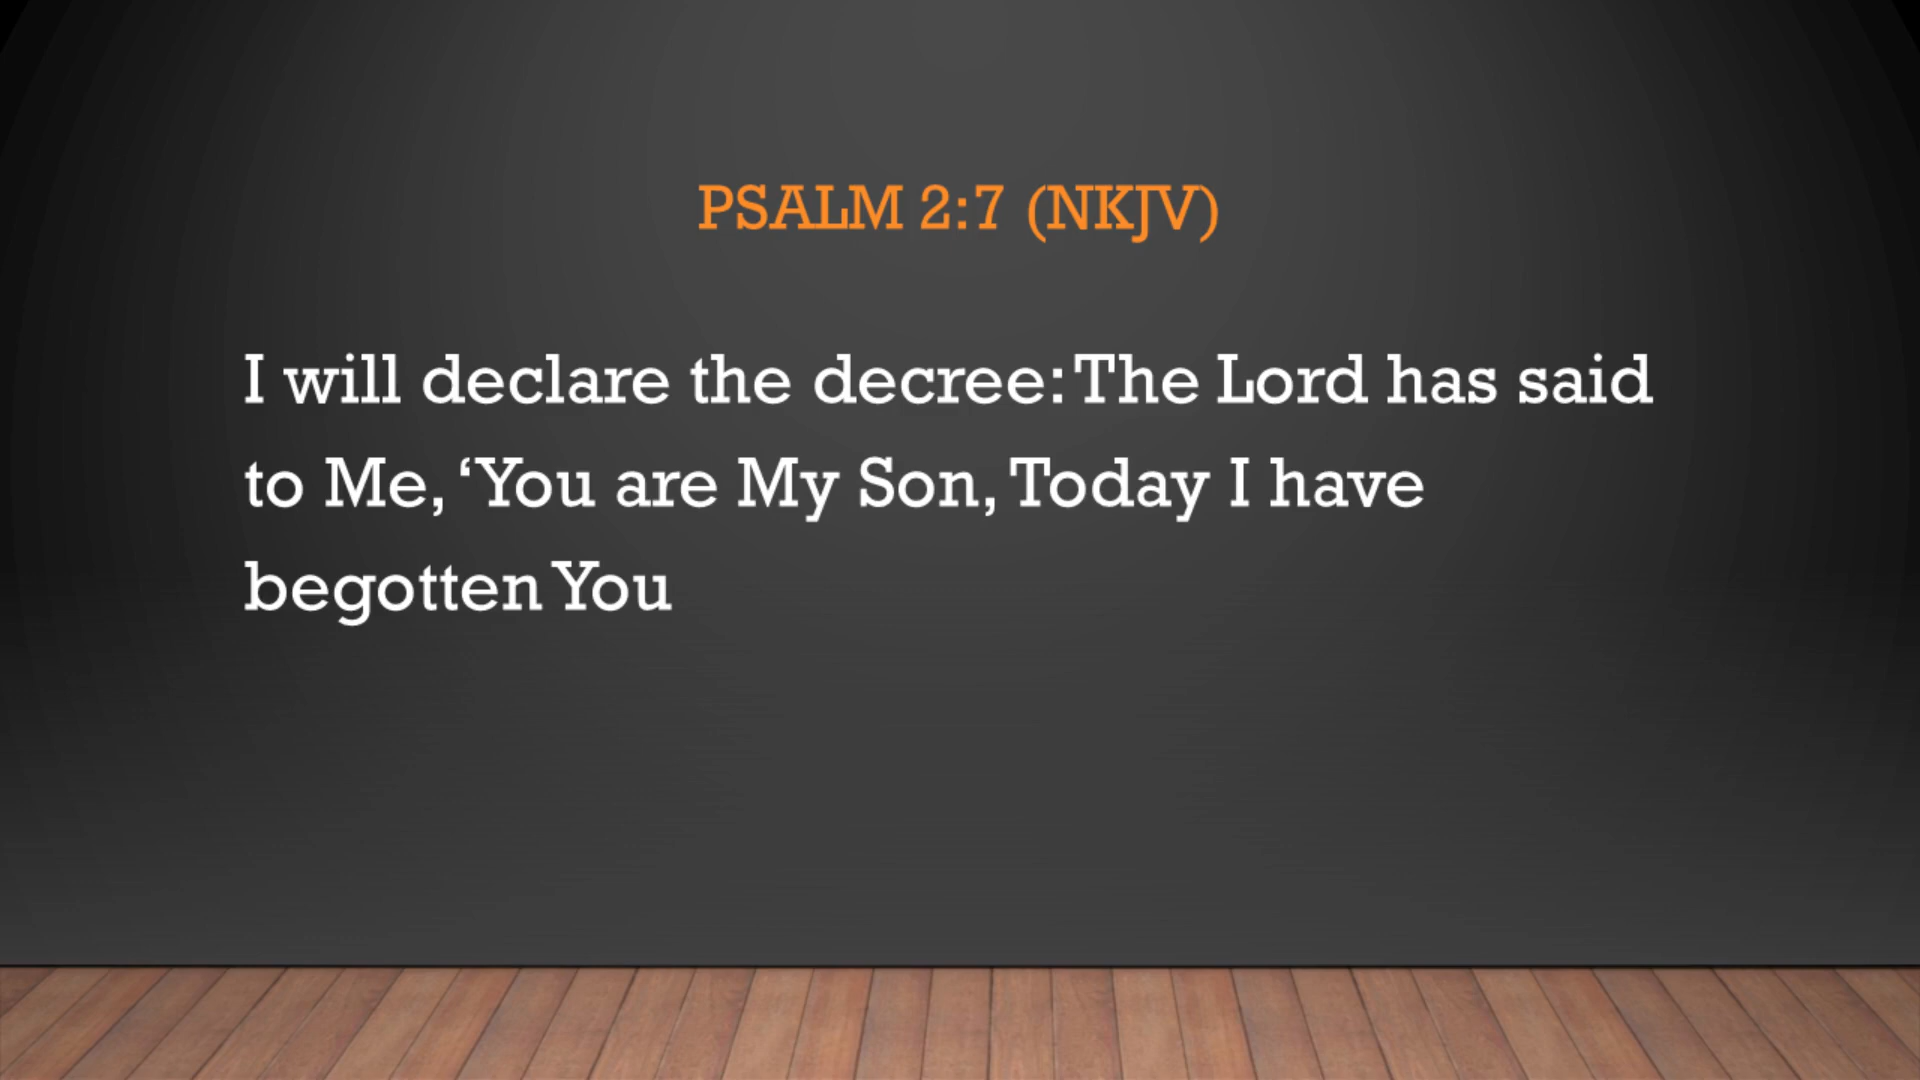 PSALM 2:7 (NKJV)
I will declare the decree: The Lord has said
to Me, ‘You are My Son, Today I have
begotten You